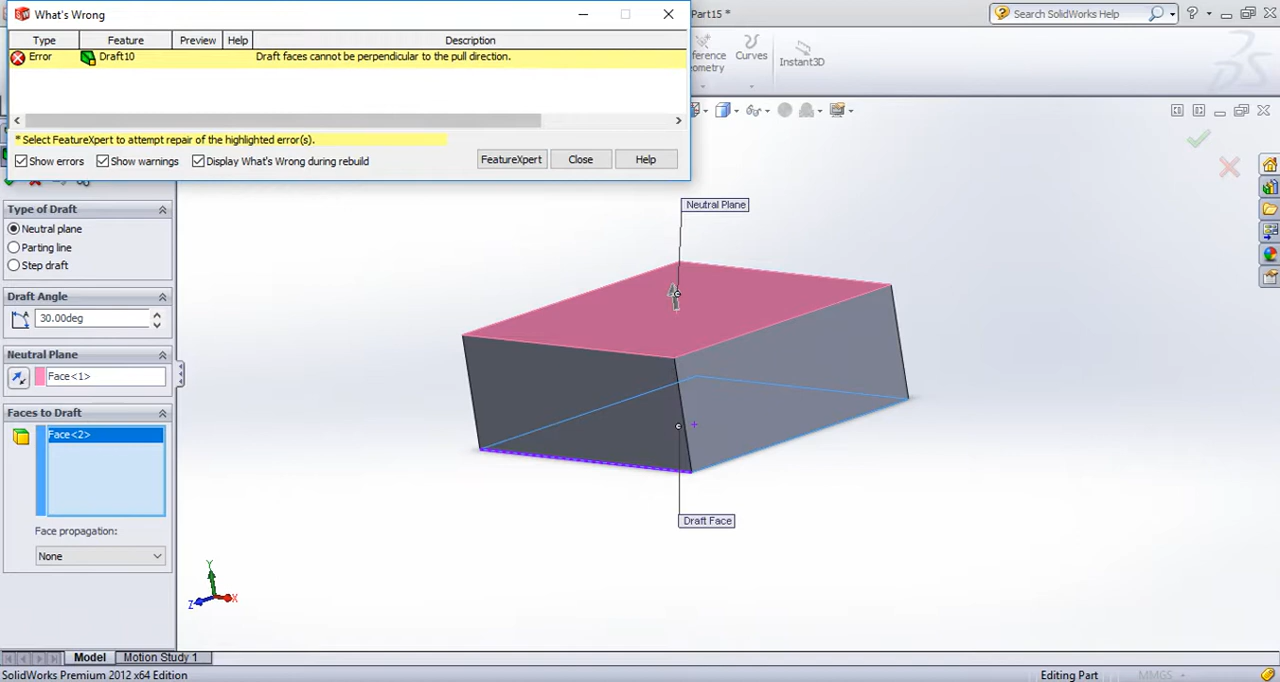 What's Wrong
Type Feature Preview Help Description
Error Draft10 Draft faces cannot be perpendicular to the pull direction.
* Select FeatureXpert to attempt repair of the highlighted error(s).
Show errors Show warnings Display What's Wrong during rebuild
FeatureXpert Close Help
Part15 *
Search SolidWorks Help
Curves
Instant3D
Type of Draft
Neutral plane
Parting line
Step draft
Draft Angle
30.00deg
Neutral Plane
Face<1>
Faces to Draft
Face<2>
Face propagation:
None
Neutral Plane
Draft Face
Y
Z
X
Model Motion Study 1
SolidWorks Premium 2012 x64 Edition
Editing Part
MMGS